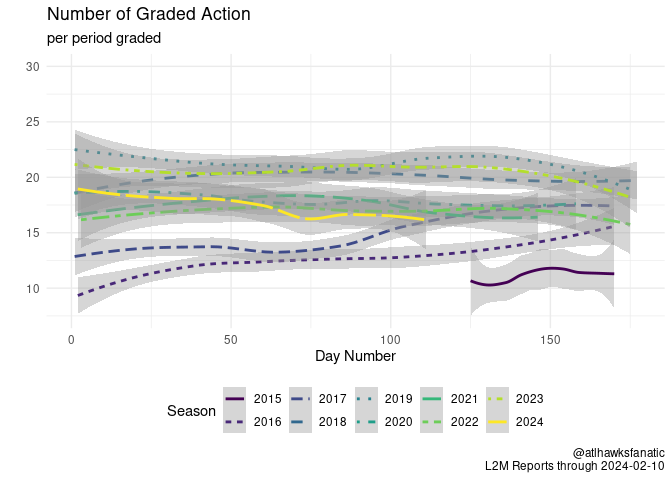 Number of Graded Action
per period graded
30
25
20
15
10
0 50 100 150
Day Number
Season
2015 2017 2019 2021 2023
2016 2018 2020 2022 2024
@atlhawksfanatic
L2M Reports through 2024-02-10